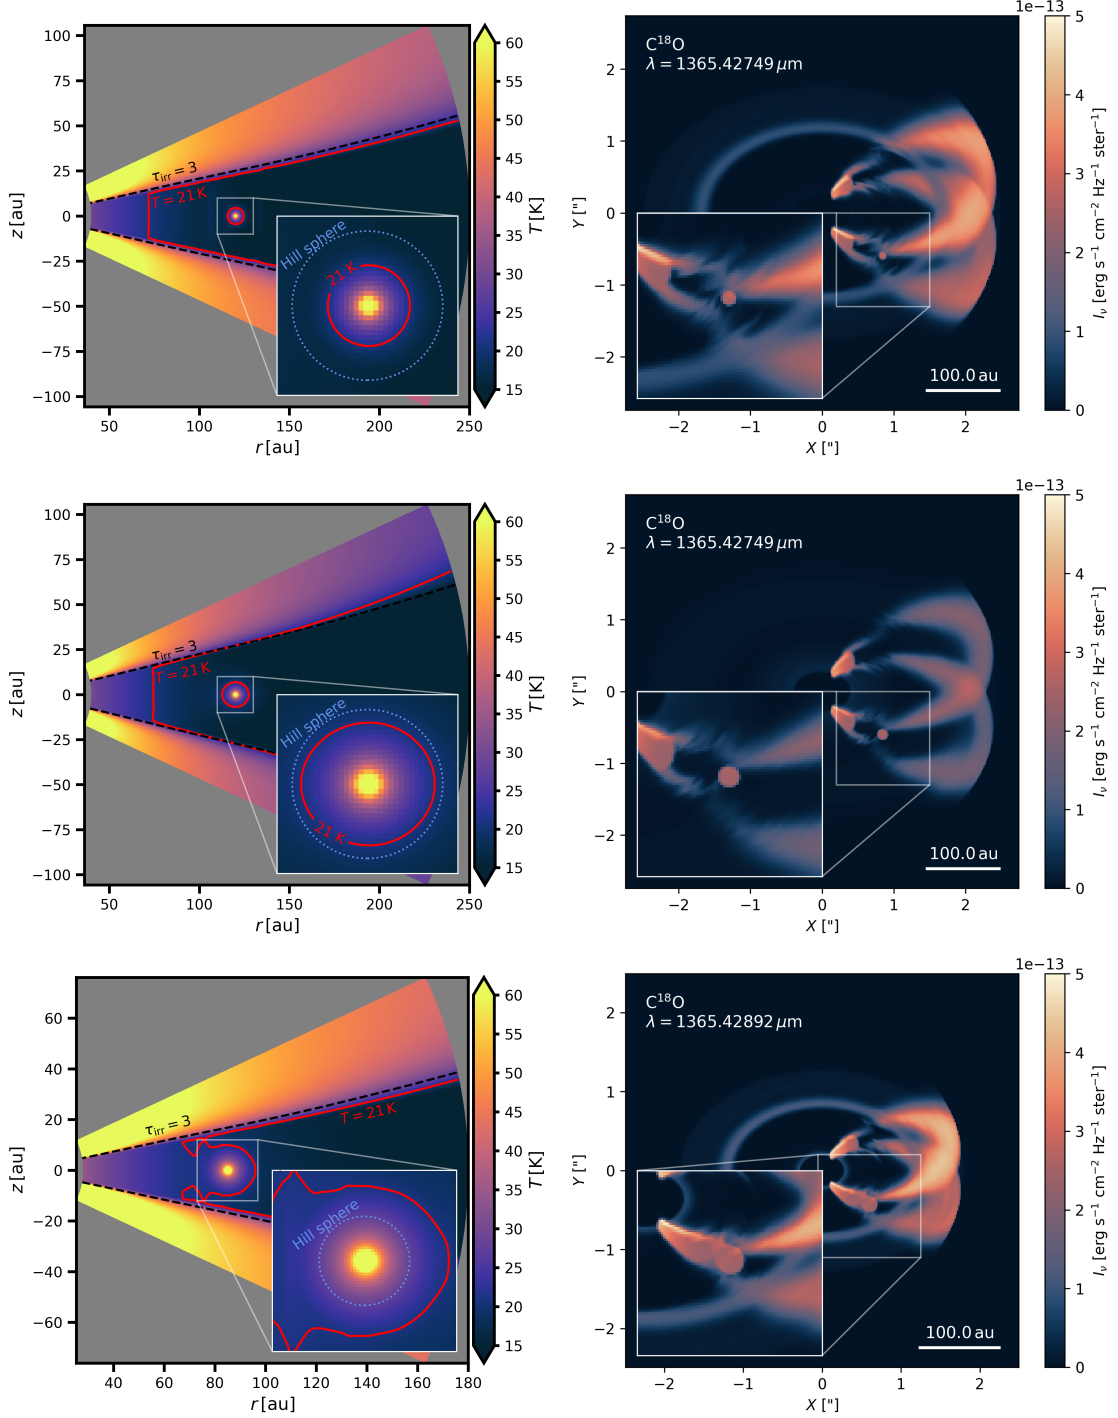 100
75
50
25
0
−25
−50
−75
−100
z [au]
50
100
150
200
250
r [au]
τirr = 3
T = 21 K
Hill sphere
21 K
60
55
50
45
40
35
30
25
20
15
T [K]
C18O
λ = 1365.42749 μm
2
1
0
−1
−2
Y ["]
−2
−1
0
1
2
X ["]
100.0 au
1e−13
5
4
3
2
1
0
Iν [erg s−1 cm−2 Hz−1 ster−1]
100
75
50
25
0
−25
−50
−75
−100
z [au]
50
100
150
200
250
r [au]
τirr = 3
T = 21 K
Hill sphere
21 K
60
55
50
45
40
35
30
25
20
15
T [K]
C18O
λ = 1365.42749 μm
2
1
0
−1
−2
Y ["]
−2
−1
0
1
2
X ["]
100.0 au
1e−13
5
4
3
2
1
0
Iν [erg s−1 cm−2 Hz−1 ster−1]
60
40
20
0
−20
−40
−60
z [au]
40
60
80
100
120
140
160
180
r [au]
τirr = 3
T = 21 K
Hill sphere
60
55
50
45
40
35
30
25
20
15
T [K]
C18O
λ = 1365.42892 μm
2
1
0
−1
−2
Y ["]
−2
−1
0
1
2
X ["]
100.0 au
1e−13
5
4
3
2
1
0
Iν [erg s−1 cm−2 Hz−1 ster−1]